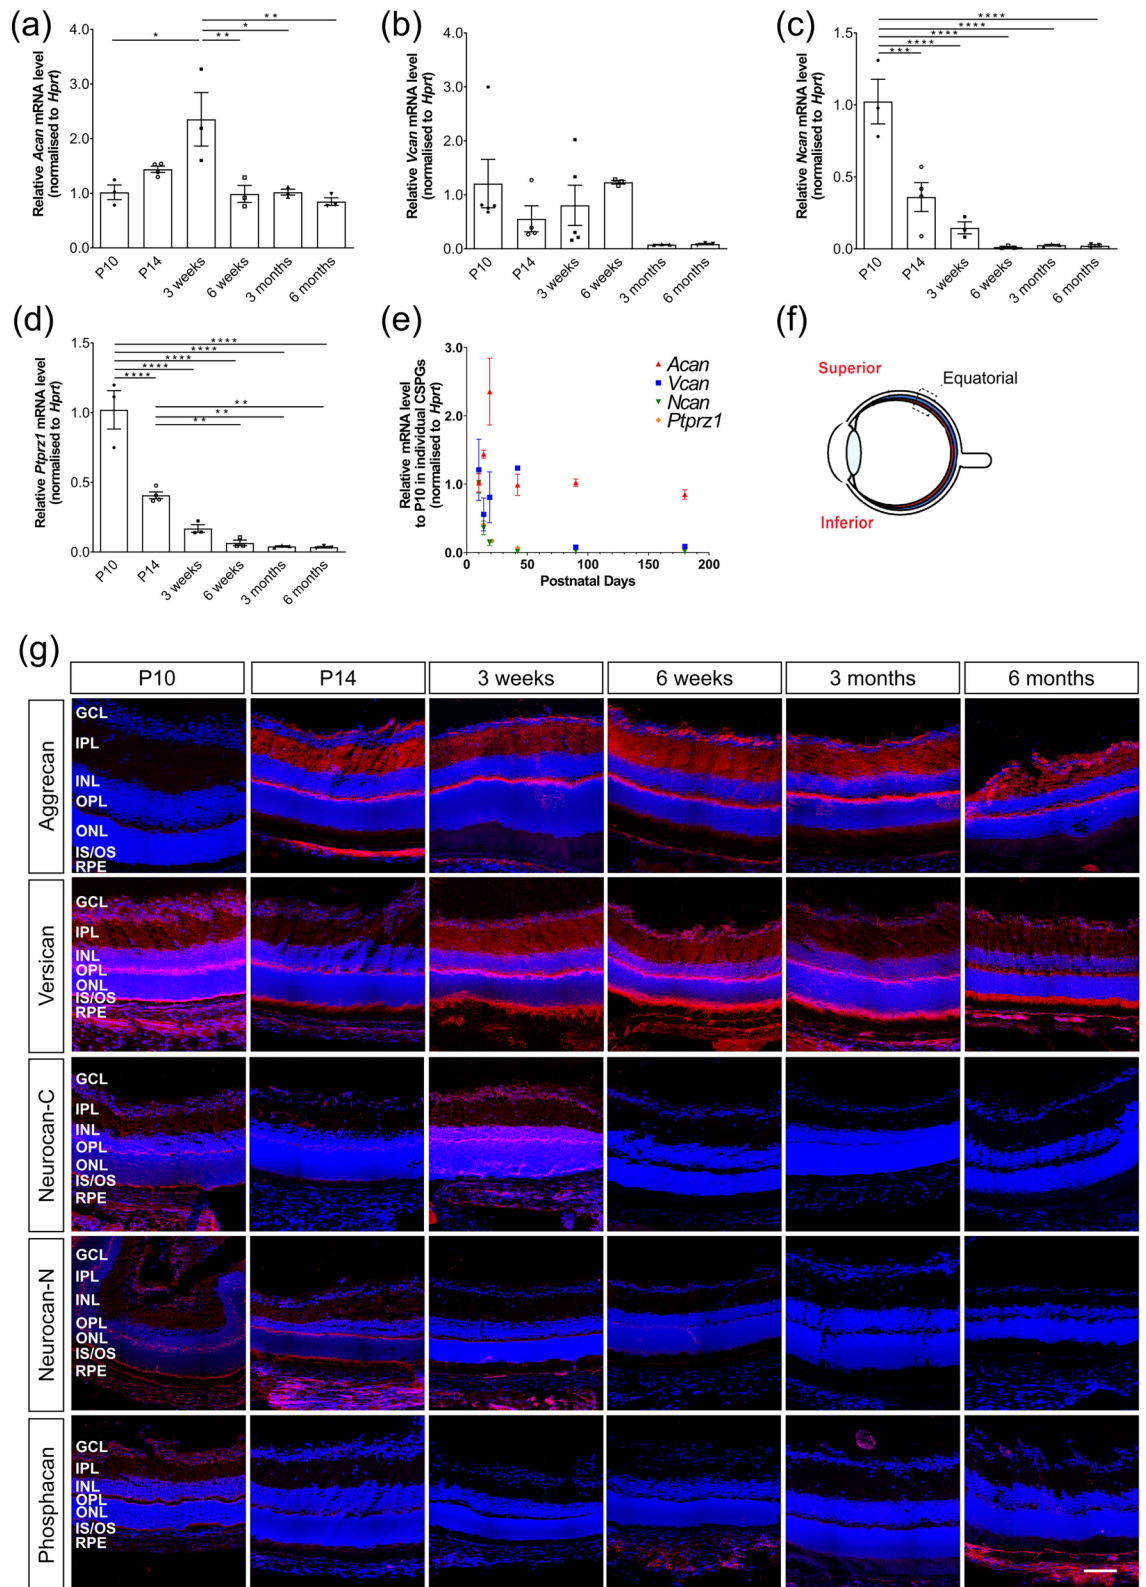 (a)
Relative Acan mRNA level
(normalised to Hprt)
4.0
3.0
2.0
1.0
0.0
*
* *
*
* *
P10
P14
3 weeks
6 weeks
3 months
6 months
(b)
Relative Vcan mRNA level
(normalised to Hprt)
4.0
3.0
2.0
1.0
0.0
P10
P14
3 weeks
6 weeks
3 months
6 months
(c)
Relative Ncan mRNA level
(normalised to Hprt)
1.5
1.0
0.5
0.0
****
****
****
****
***
P10
P14
3 weeks
6 weeks
3 months
6 months
(d)
Relative Ptprz1 mRNA level
(normalised to Hprt)
1.5
1.0
0.5
0.0
****
****
****
****
****
* *
* *
* *
P10
P14
3 weeks
6 weeks
3 months
6 months
(e)
Relative mRNA level
to P10 in individual CSPGs
(normalised to Hprt)
3.0
2.0
1.0
0.0
Acan
Vcan
Ncan
Ptprz1
0 50 100 150 200
Postnatal Days
(f)
Superior
Equatorial
Inferior
(g)
P10 P14 3 weeks 6 weeks 3 months 6 months
Aggrecan
GCL
IPL
INL
OPL
ONL
IS/OS
RPE
Versican
GCL
IPL
INL
OPL
ONL
IS/OS
RPE
Neurocan-C
GCL
IPL
INL
OPL
ONL
IS/OS
RPE
Neurocan-N
GCL
IPL
INL
OPL
ONL
IS/OS
RPE
Phosphacan
GCL
IPL
INL
OPL
ONL
IS/OS
RPE